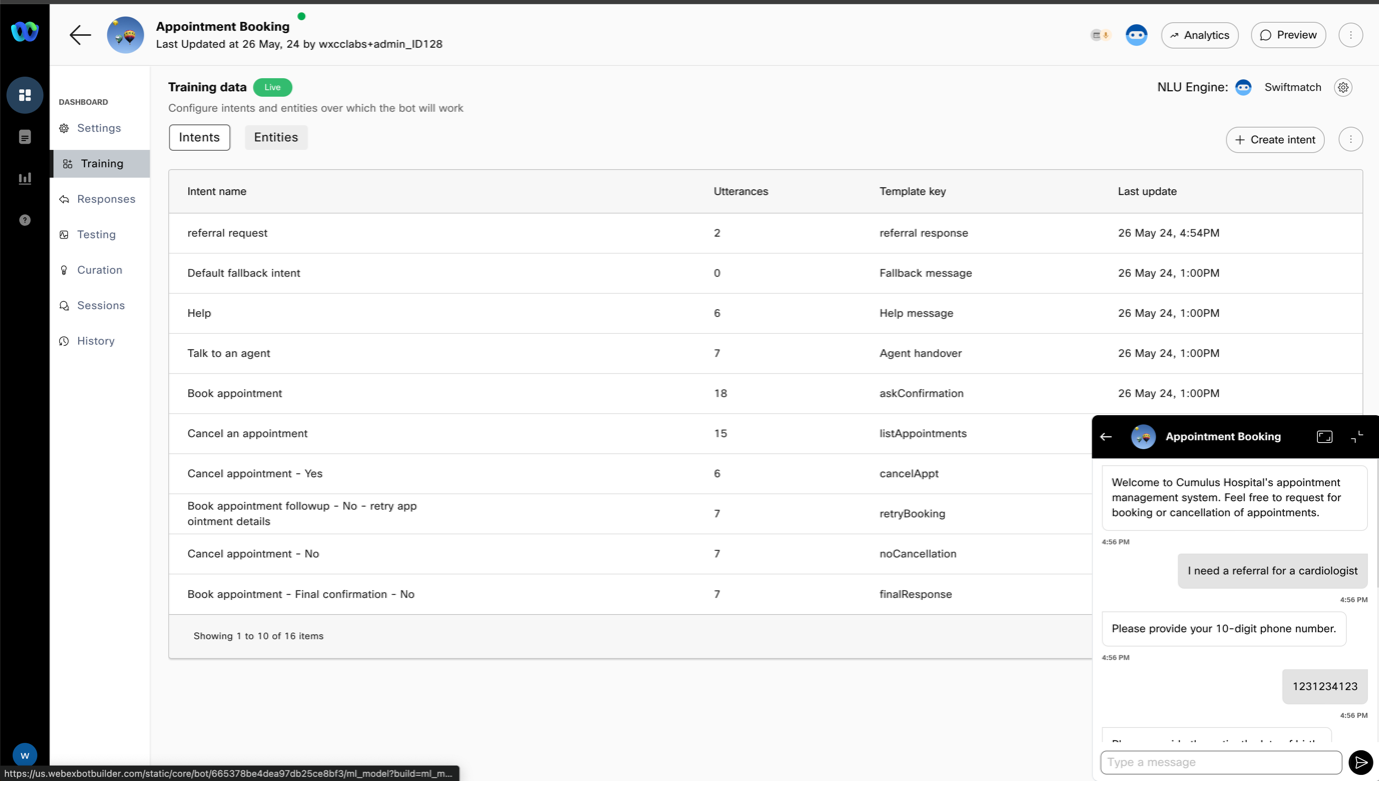 Appointment Booking
Last Updated at 26 May, 24 by wxcclabs+admin_ID128
Analytics
Preview
DASHBOARD
Settings
Training
Responses
Testing
Curation
Sessions
History
Training data
Live
Configure intents and entities over which the bot will work
NLU Engine:
Swiftmatch
Intents
Entities
+ Create intent
Intent name Utterances Template key Last update
referral request 2 referral response 26 May 24, 4:54PM
Default fallback intent 0 Fallback message 26 May 24, 1:00PM
Help 6 Help message 26 May 24, 1:00PM
Talk to an agent 7 Agent handover 26 May 24, 1:00PM
Book appointment 18 askConfirmation 26 May 24, 1:00PM
Cancel an appointment 15 listAppointments
Cancel appointment - Yes 6 cancelAppt
Book appointment followup - No - retry app
ointment details 7 retryBooking
Cancel appointment - No 7 noCancellation
Book appointment - Final confirmation - No 7 finalResponse
Showing 1 to 10 of 16 items
Appointment Booking
Welcome to Cumulus Hospital's appointment
management system. Feel free to request for
booking or cancellation of appointments.
4:56 PM
I need a referral for a cardiologist
4:56 PM
Please provide your 10-digit phone number.
4:56 PM
1231234123
4:56 PM
Type a message
w
https://us.webexbotbuilder.com/static/core/bot/665378be4dea97db25ce8bf3/ml_model?build=ml_m...